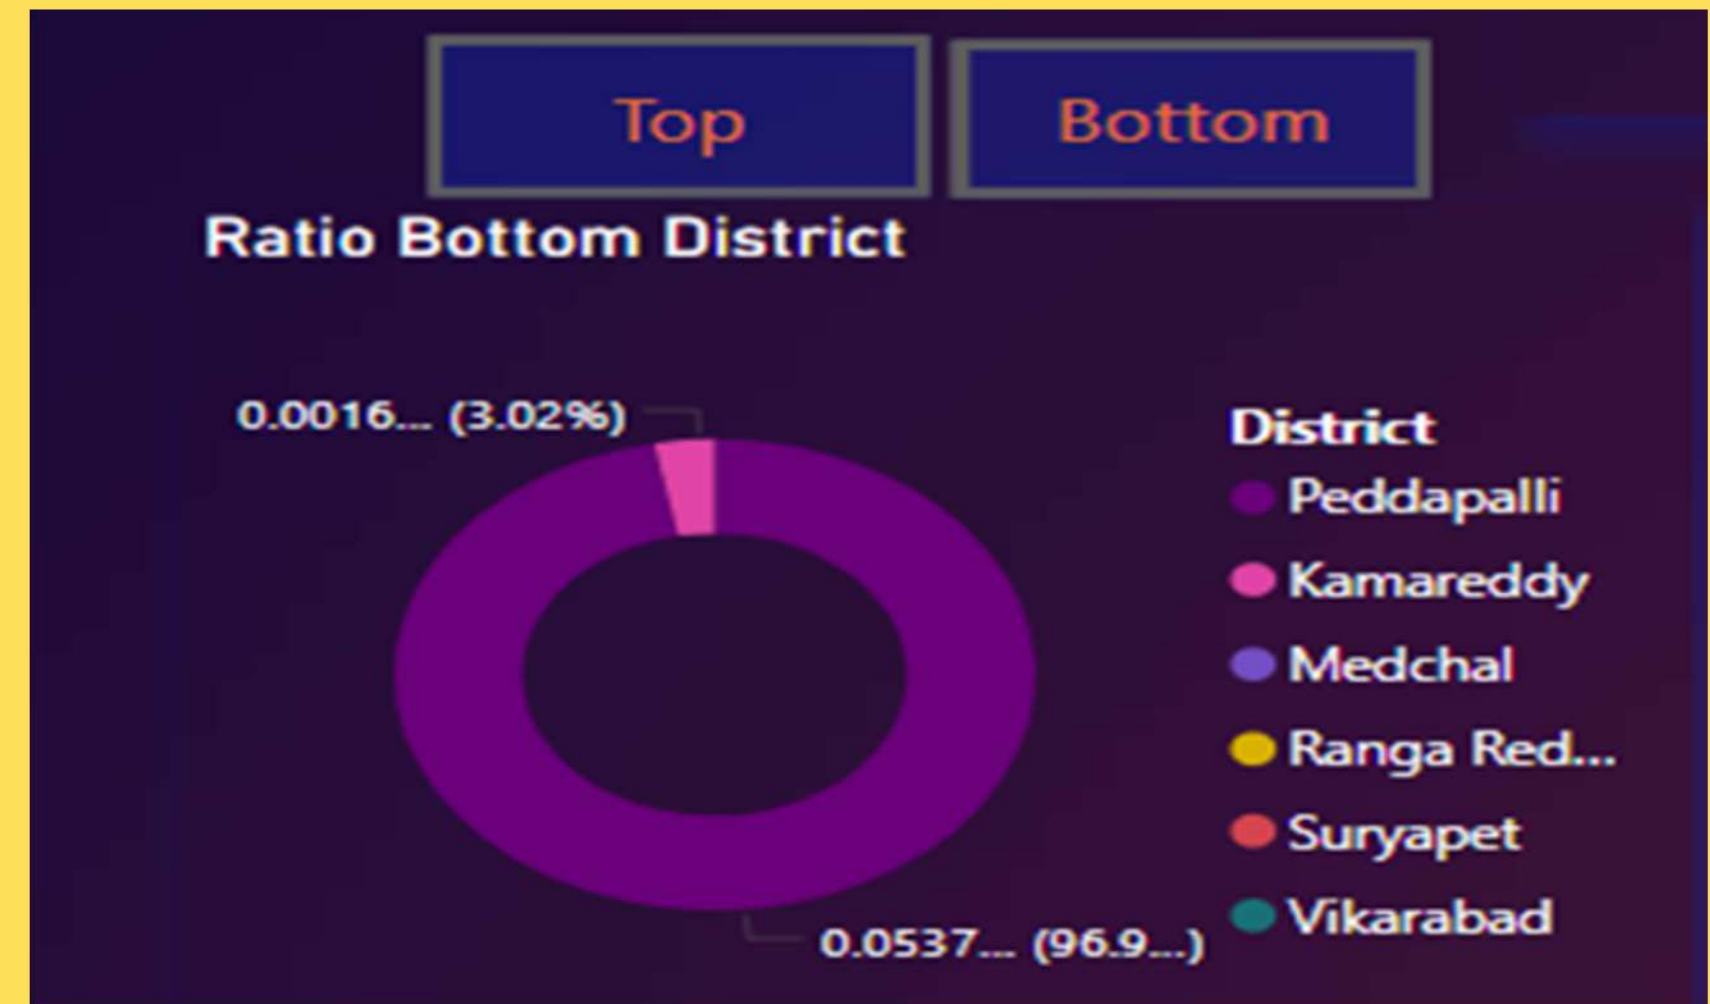 Top
Bottom
Ratio Bottom District
0.0016... (3.02%)
District
Peddapalli
Kamareddy
Medchal
Ranga Red...
Suryapet
Vikarabad
0.0537... (96.9...)